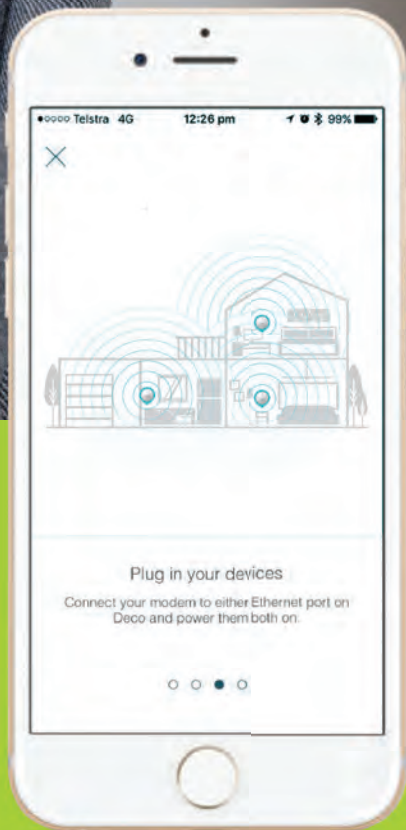 Telstra 4G 12:26 pm 99%
Plug in your devices
Connect your modem to either Ethernet port on
Deco and power them both on.